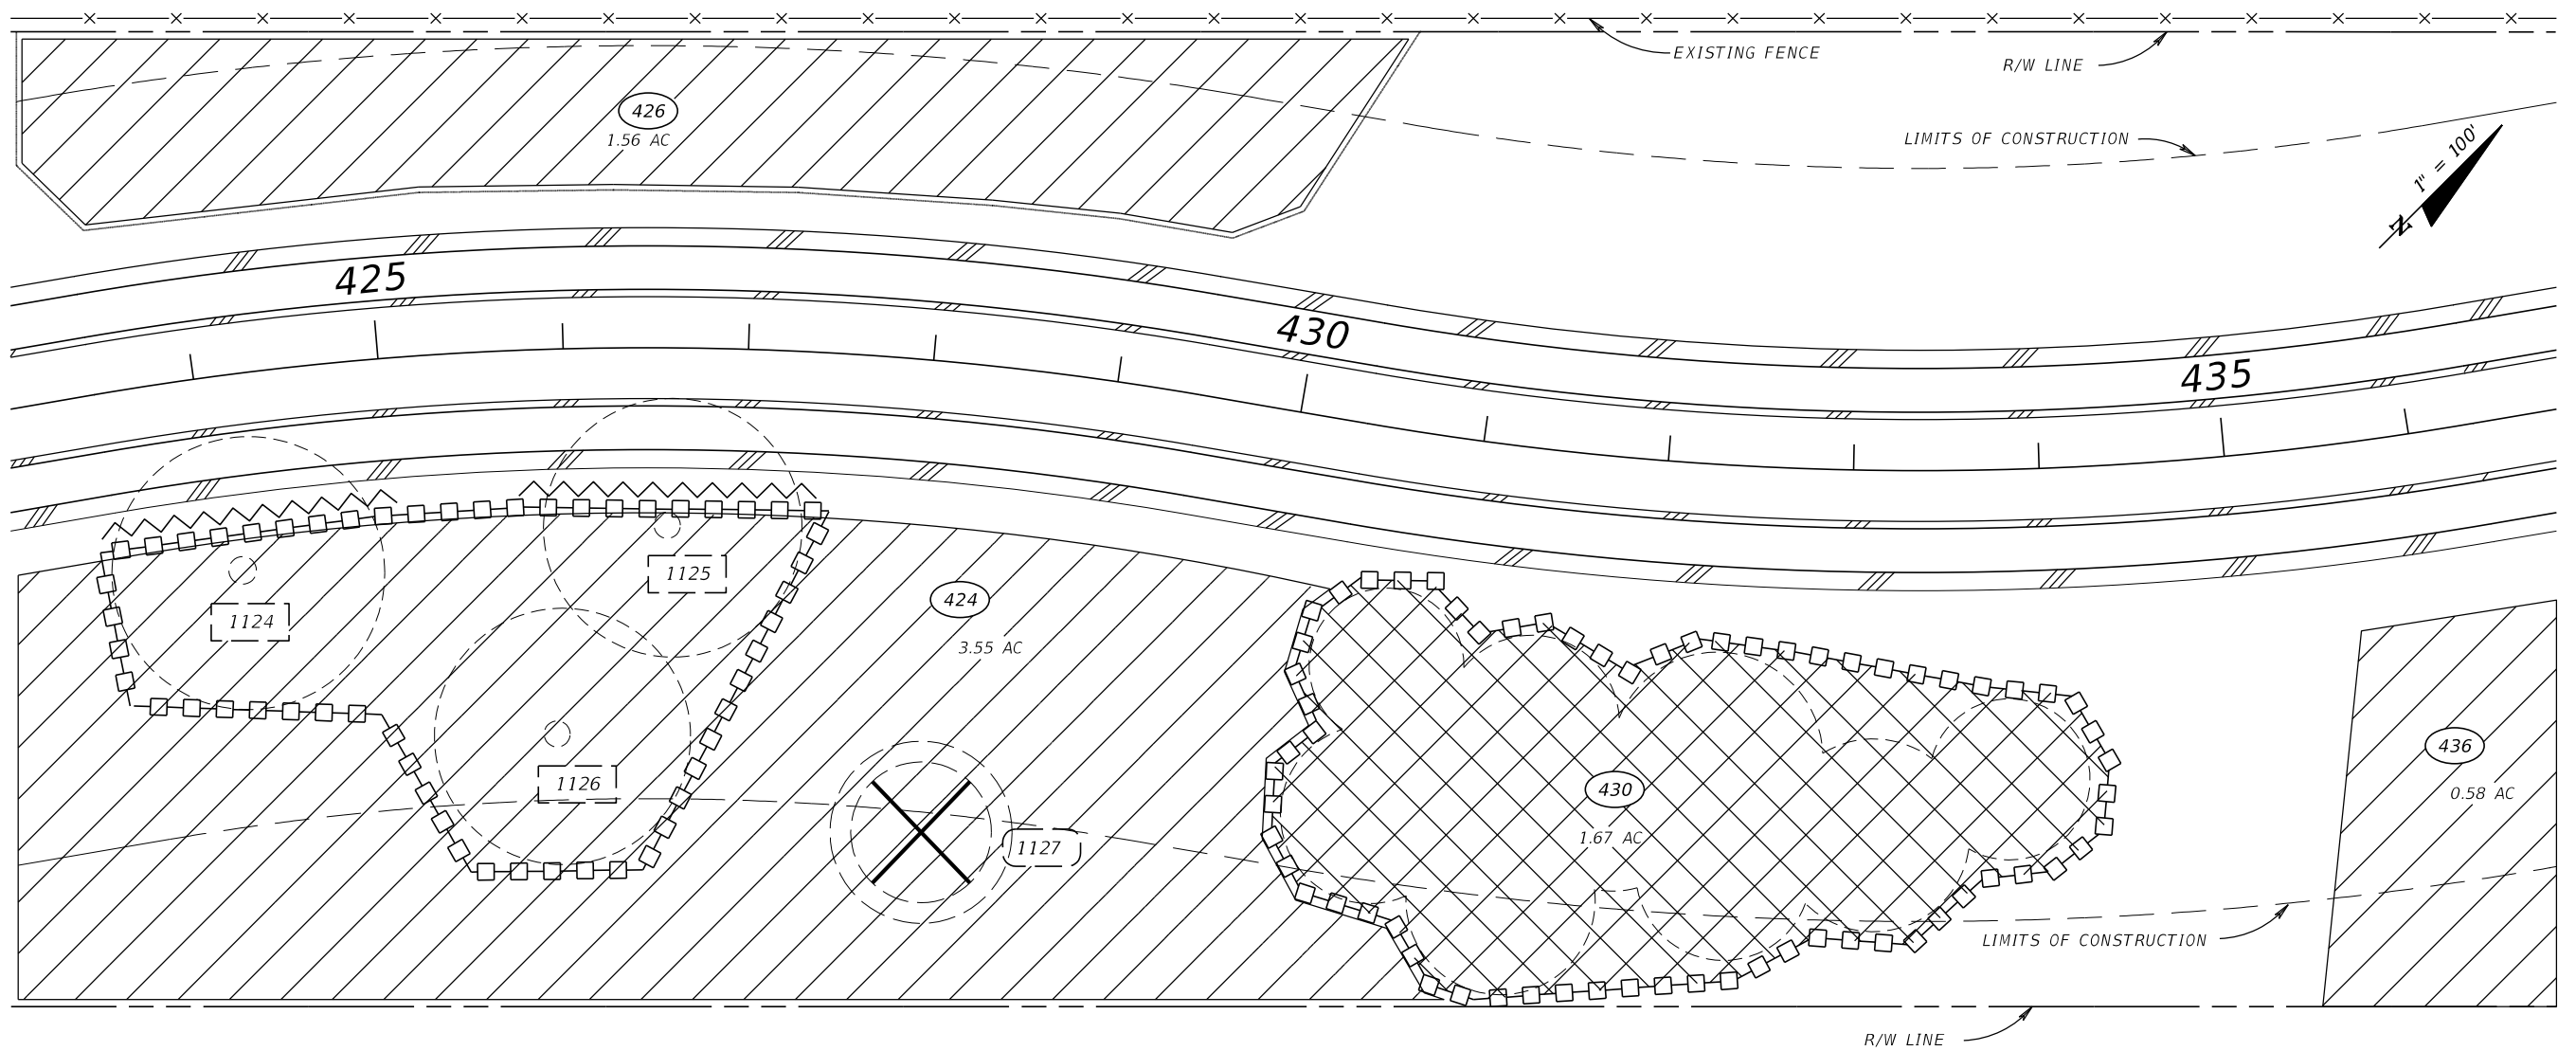 EXISTING FENCE
R/W LINE
426
1.56 AC
LIMITS OF CONSTRUCTION
1" = 100'
N
425
430
435
1125
424
1124
3.55 AC
436
1126
430
0.58 AC
1.67 AC
1127
LIMITS OF CONSTRUCTION
R/W LINE